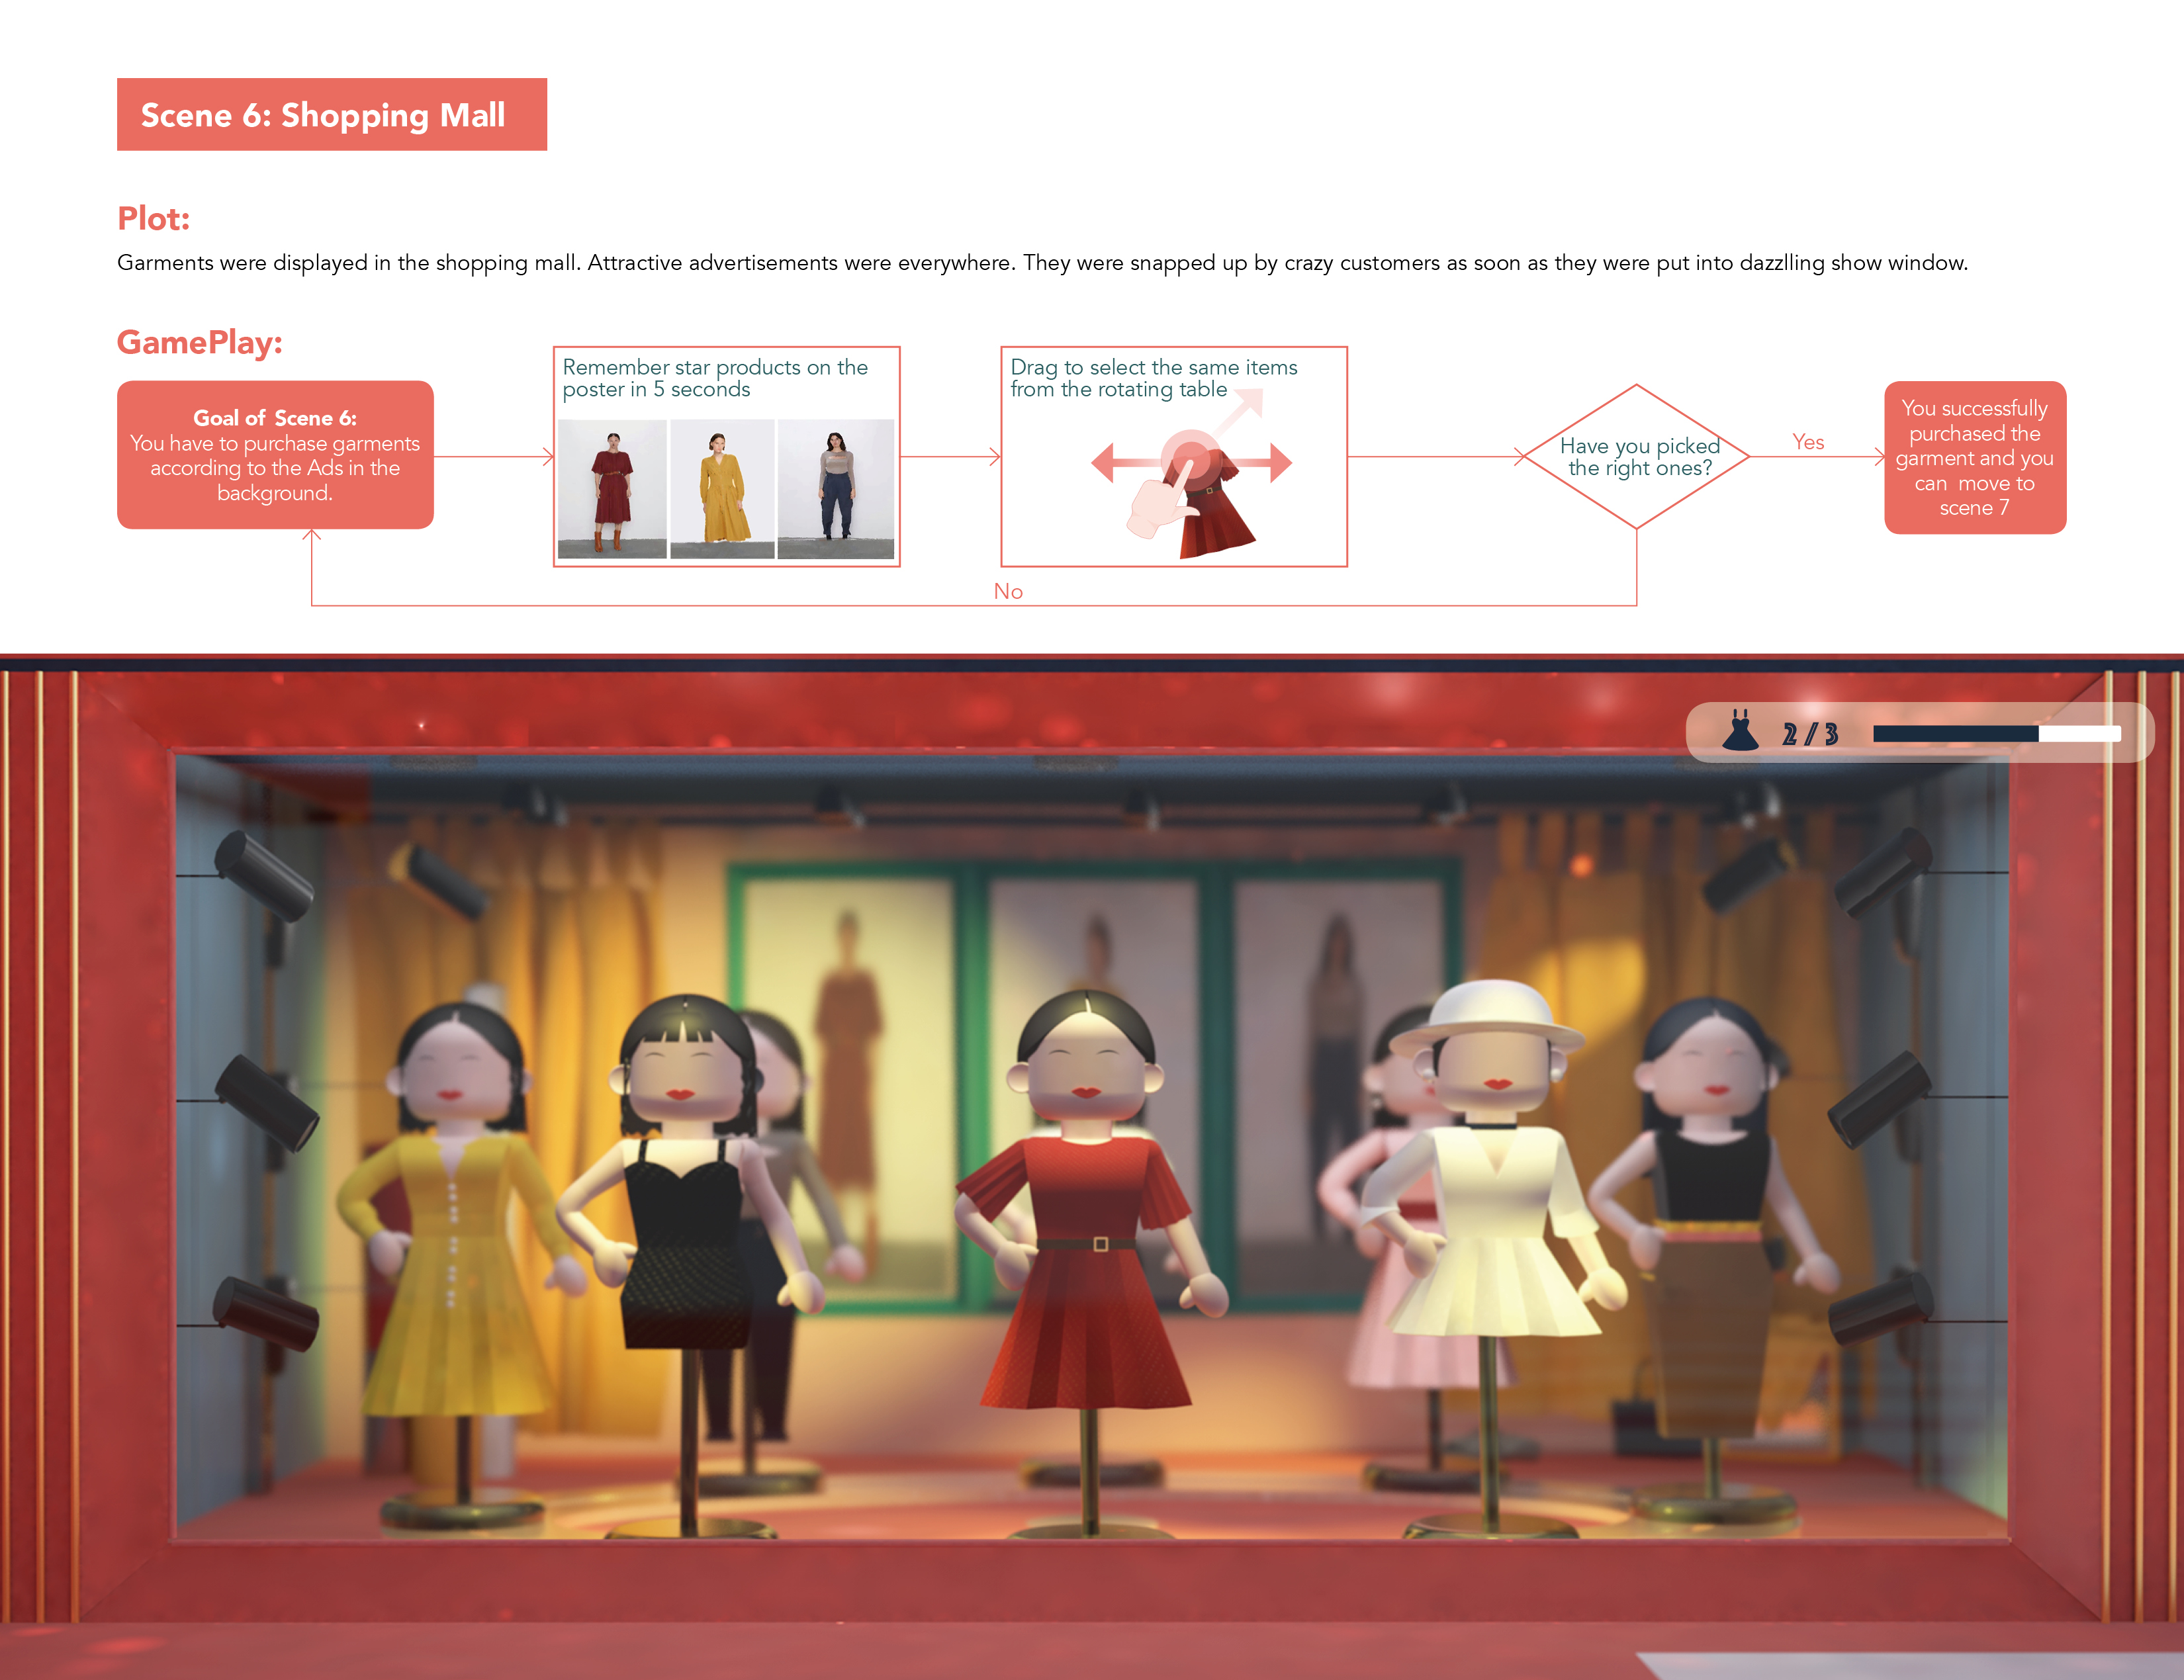 Scene 6: Shopping Mall
Plot:
Garments were displayed in the shopping mall. Attractive advertisements were everywhere. They were snapped up by crazy customers as soon as they were put into dazzlling show window.
GamePlay:
Goal of Scene 6:
You have to purchase garments
according to the Ads in the
background.
Remember star products on the
poster in 5 seconds
Drag to select the same items
from the rotating table
Have you picked
the right ones?
Yes
You successfully
purchased the
garment and you
can move to
scene 7
No
2 / 3